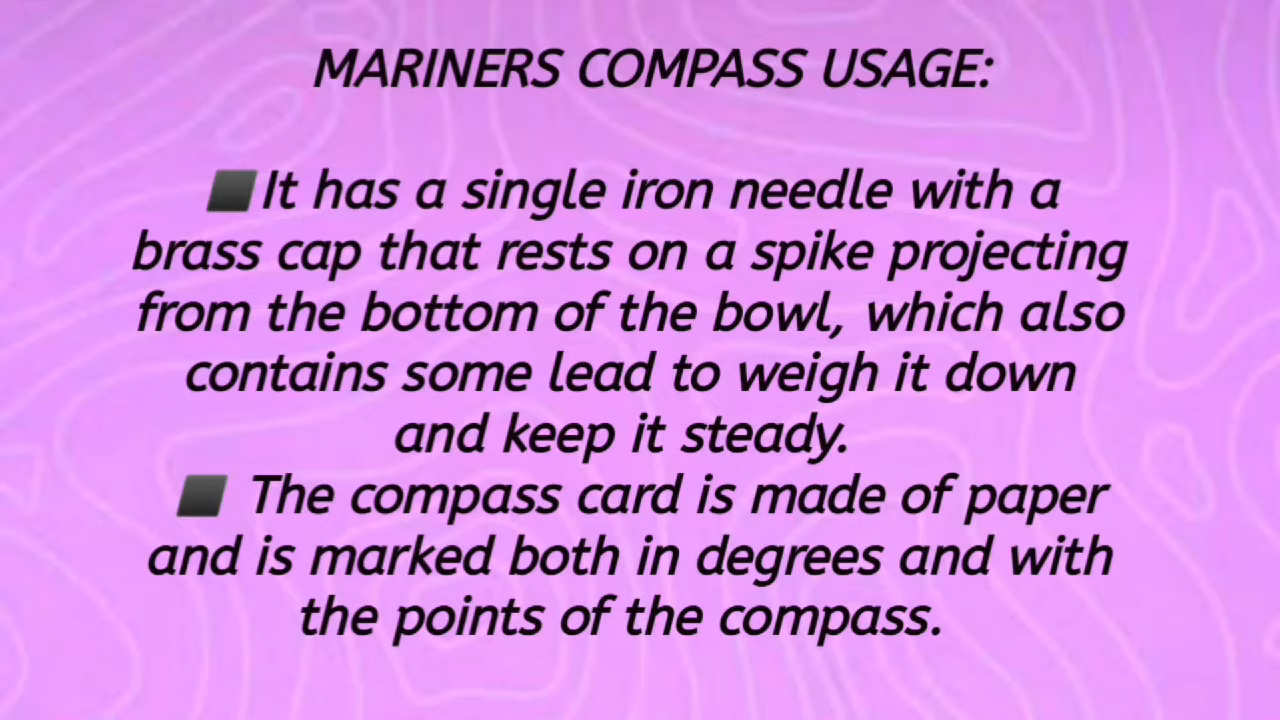 MARINERS COMPASS USAGE:
◼It has a single iron needle with a
brass cap that rests on a spike projecting
from the bottom of the bowl, which also
contains some lead to weigh it down
and keep it steady.
◼ The compass card is made of paper
and is marked both in degrees and with
the points of the compass.